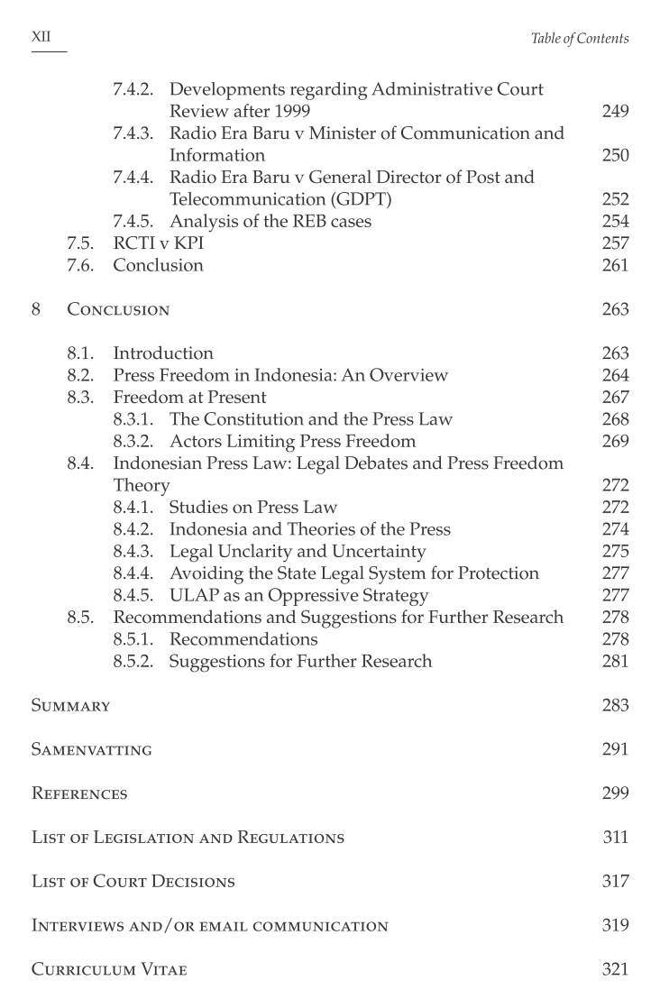 XII
Table of Contents
7.4.2. Developments regarding Administrative Court
Review after 1999 249
7.4.3. Radio Era Baru v Minister of Communication and
Information 250
7.4.4. Radio Era Baru v General Director of Post and
Telecommunication (GDPT) 252
7.4.5. Analysis of the REB cases 254
7.5. RCTI v KPI 257
7.6. Conclusion 261
8 Conclusion 263
8.1. Introduction 263
8.2. Press Freedom in Indonesia: An Overview 264
8.3. Freedom at Present 267
8.3.1. The Constitution and the Press Law 268
8.3.2. Actors Limiting Press Freedom 269
8.4. Indonesian Press Law: Legal Debates and Press Freedom
Theory 272
8.4.1. Studies on Press Law 272
8.4.2. Indonesia and Theories of the Press 274
8.4.3. Legal Unclarity and Uncertainty 275
8.4.4. Avoiding the State Legal System for Protection 277
8.4.5. ULAP as an Oppressive Strategy 277
8.5. Recommendations and Suggestions for Further Research 278
8.5.1. Recommendations 278
8.5.2. Suggestions for Further Research 281
Summary 283
Samenvatting 291
References 299
List of Legislation and Regulations 311
List of Court Decisions 317
Interviews and/or email communication 319
Curriculum Vitae 321